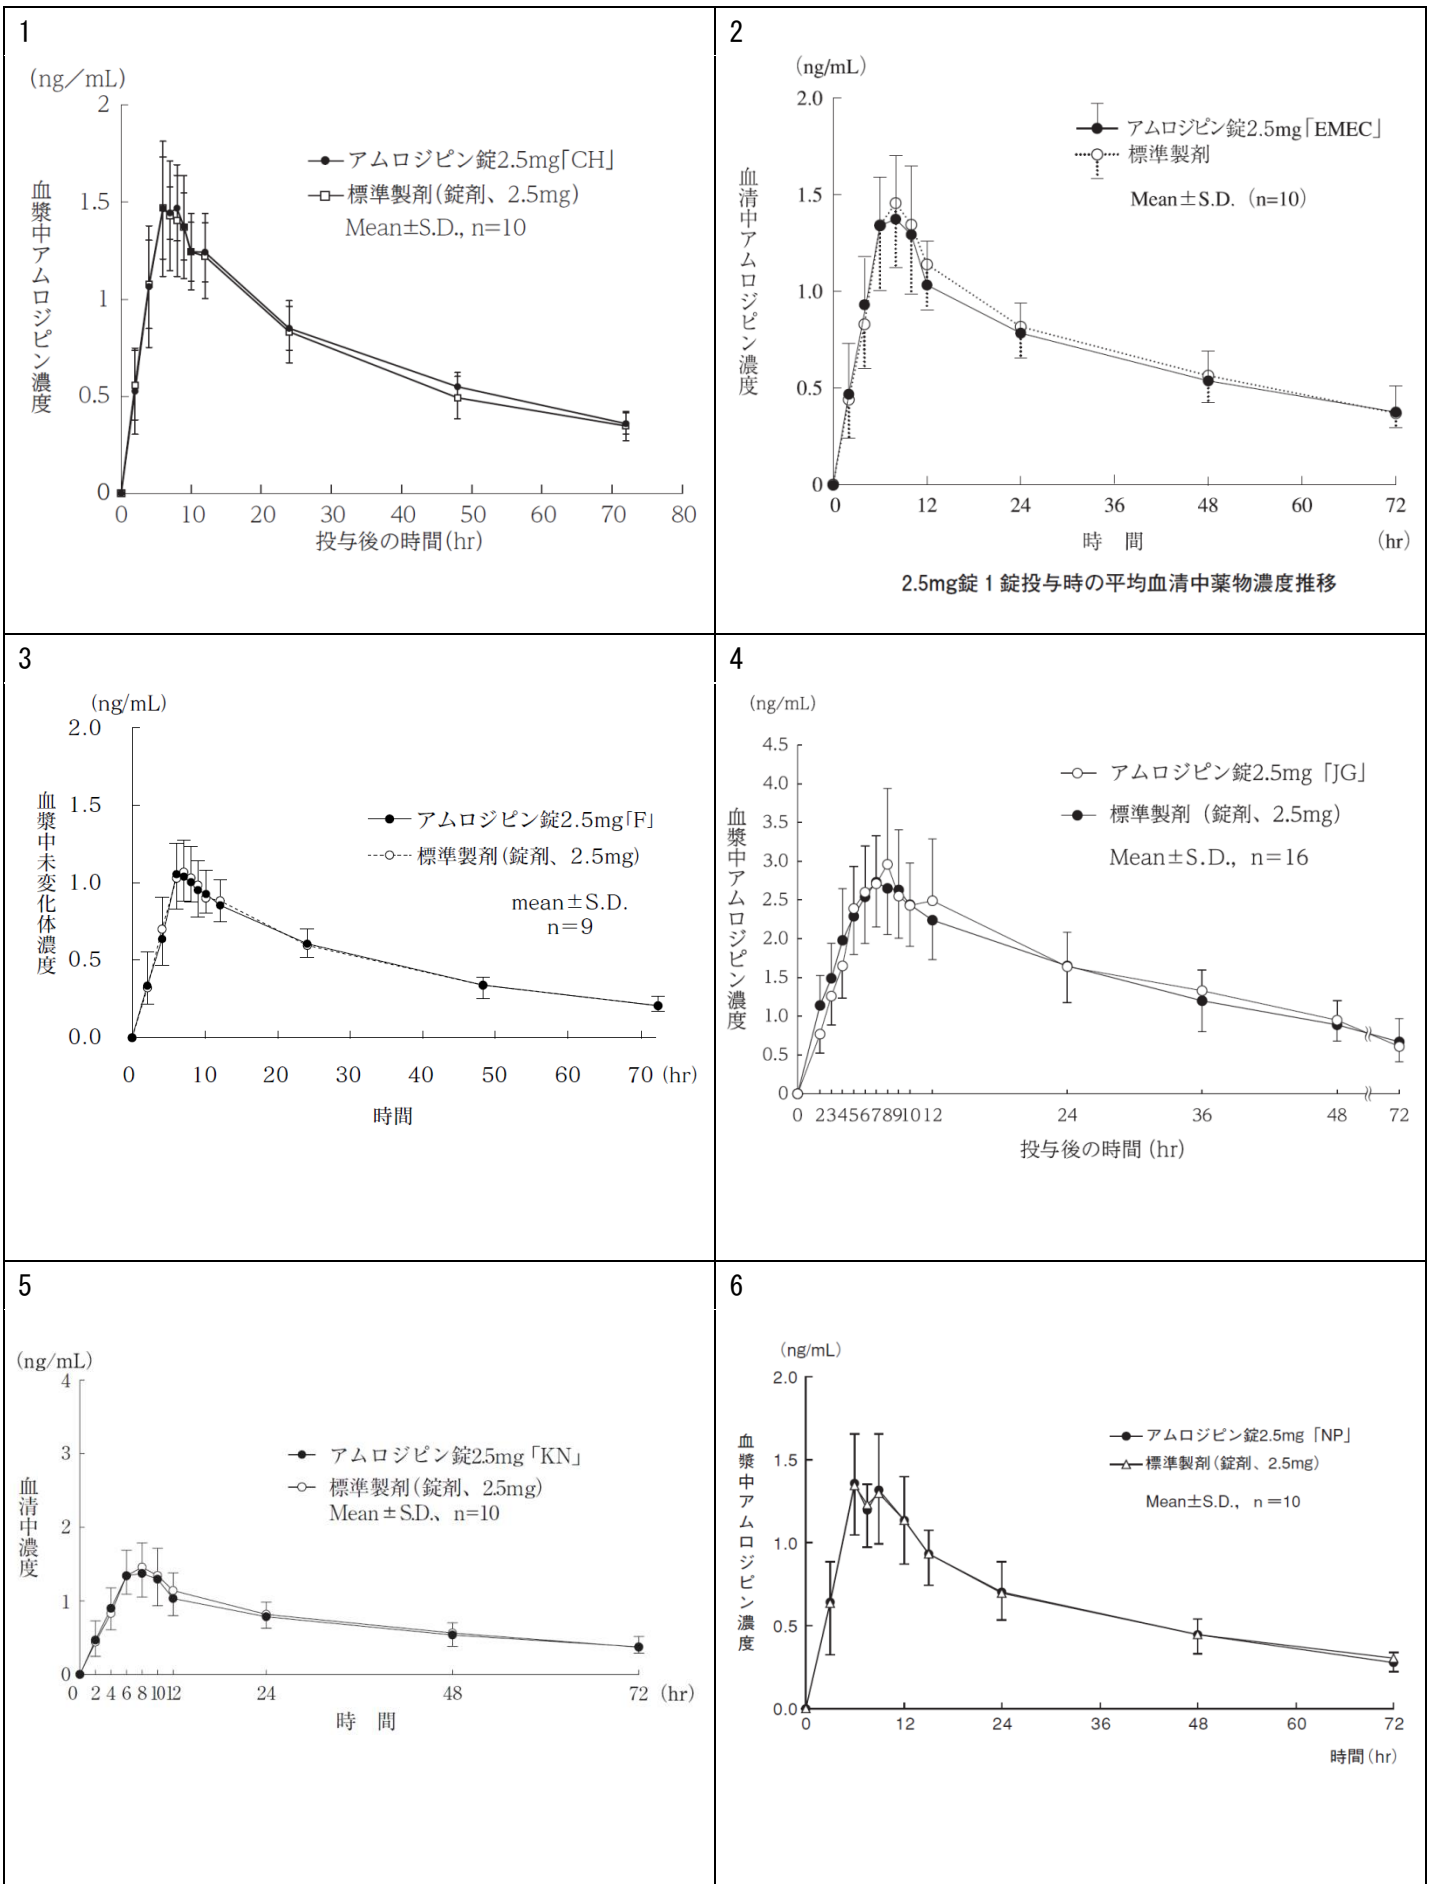 1
(ng／mL)
2
1.5
1
0.5
0
血漿中アムロジピン濃度
アムロジピン錠2.5mg｢CH｣
標準製剤(錠剤、2.5mg)
Mean±S.D., n=10
0 10 20 30 40 50 60 70 80
投与後の時間(hr)
2
(ng/mL)
2.0
1.5
1.0
0.5
0
血清中アムロジピン濃度
アムロジピン錠2.5mg｢EMEC｣
標準製剤
Mean±S.D. (n=10)
0 12 24 36 48 60 72
時 間 (hr)
2.5mg錠１錠投与時の平均血清中薬物濃度推移
3
(ng/mL)
2.0
1.5
1.0
0.5
0.0
血漿中未変化体濃度
アムロジピン錠2.5mg｢F｣
標準製剤(錠剤、2.5mg)
mean±S.D.
n=9
0 10 20 30 40 50 60 70 (hr)
時間
4
(ng/mL)
4.5
4.0
3.5
3.0
2.5
2.0
1.5
1.0
0.5
0
血漿中アムロジピン濃度
アムロジピン錠2.5mg「JG」
標準製剤（錠剤、2.5mg）
Mean±S.D.，n=16
0 2 3 4 5 6 7 8 9 10 12 24 36 48 72
投与後の時間 (hr)
5
(ng/mL)
4
3
2
1
0
血清中濃度
アムロジピン錠2.5mg「KN」
標準製剤(錠剤、2.5mg)
Mean±S.D.、n=10
0 2 4 6 8 10 12 24 48 72 (hr)
時 間
6
(ng/mL)
2.0
1.5
1.0
0.5
0.0
血漿中アムロジピン濃度
アムロジピン錠2.5mg「NP」
標準製剤(錠剤、2.5mg)
Mean±S.D.， n＝10
0 12 24 36 48 60 72
時間(hr)